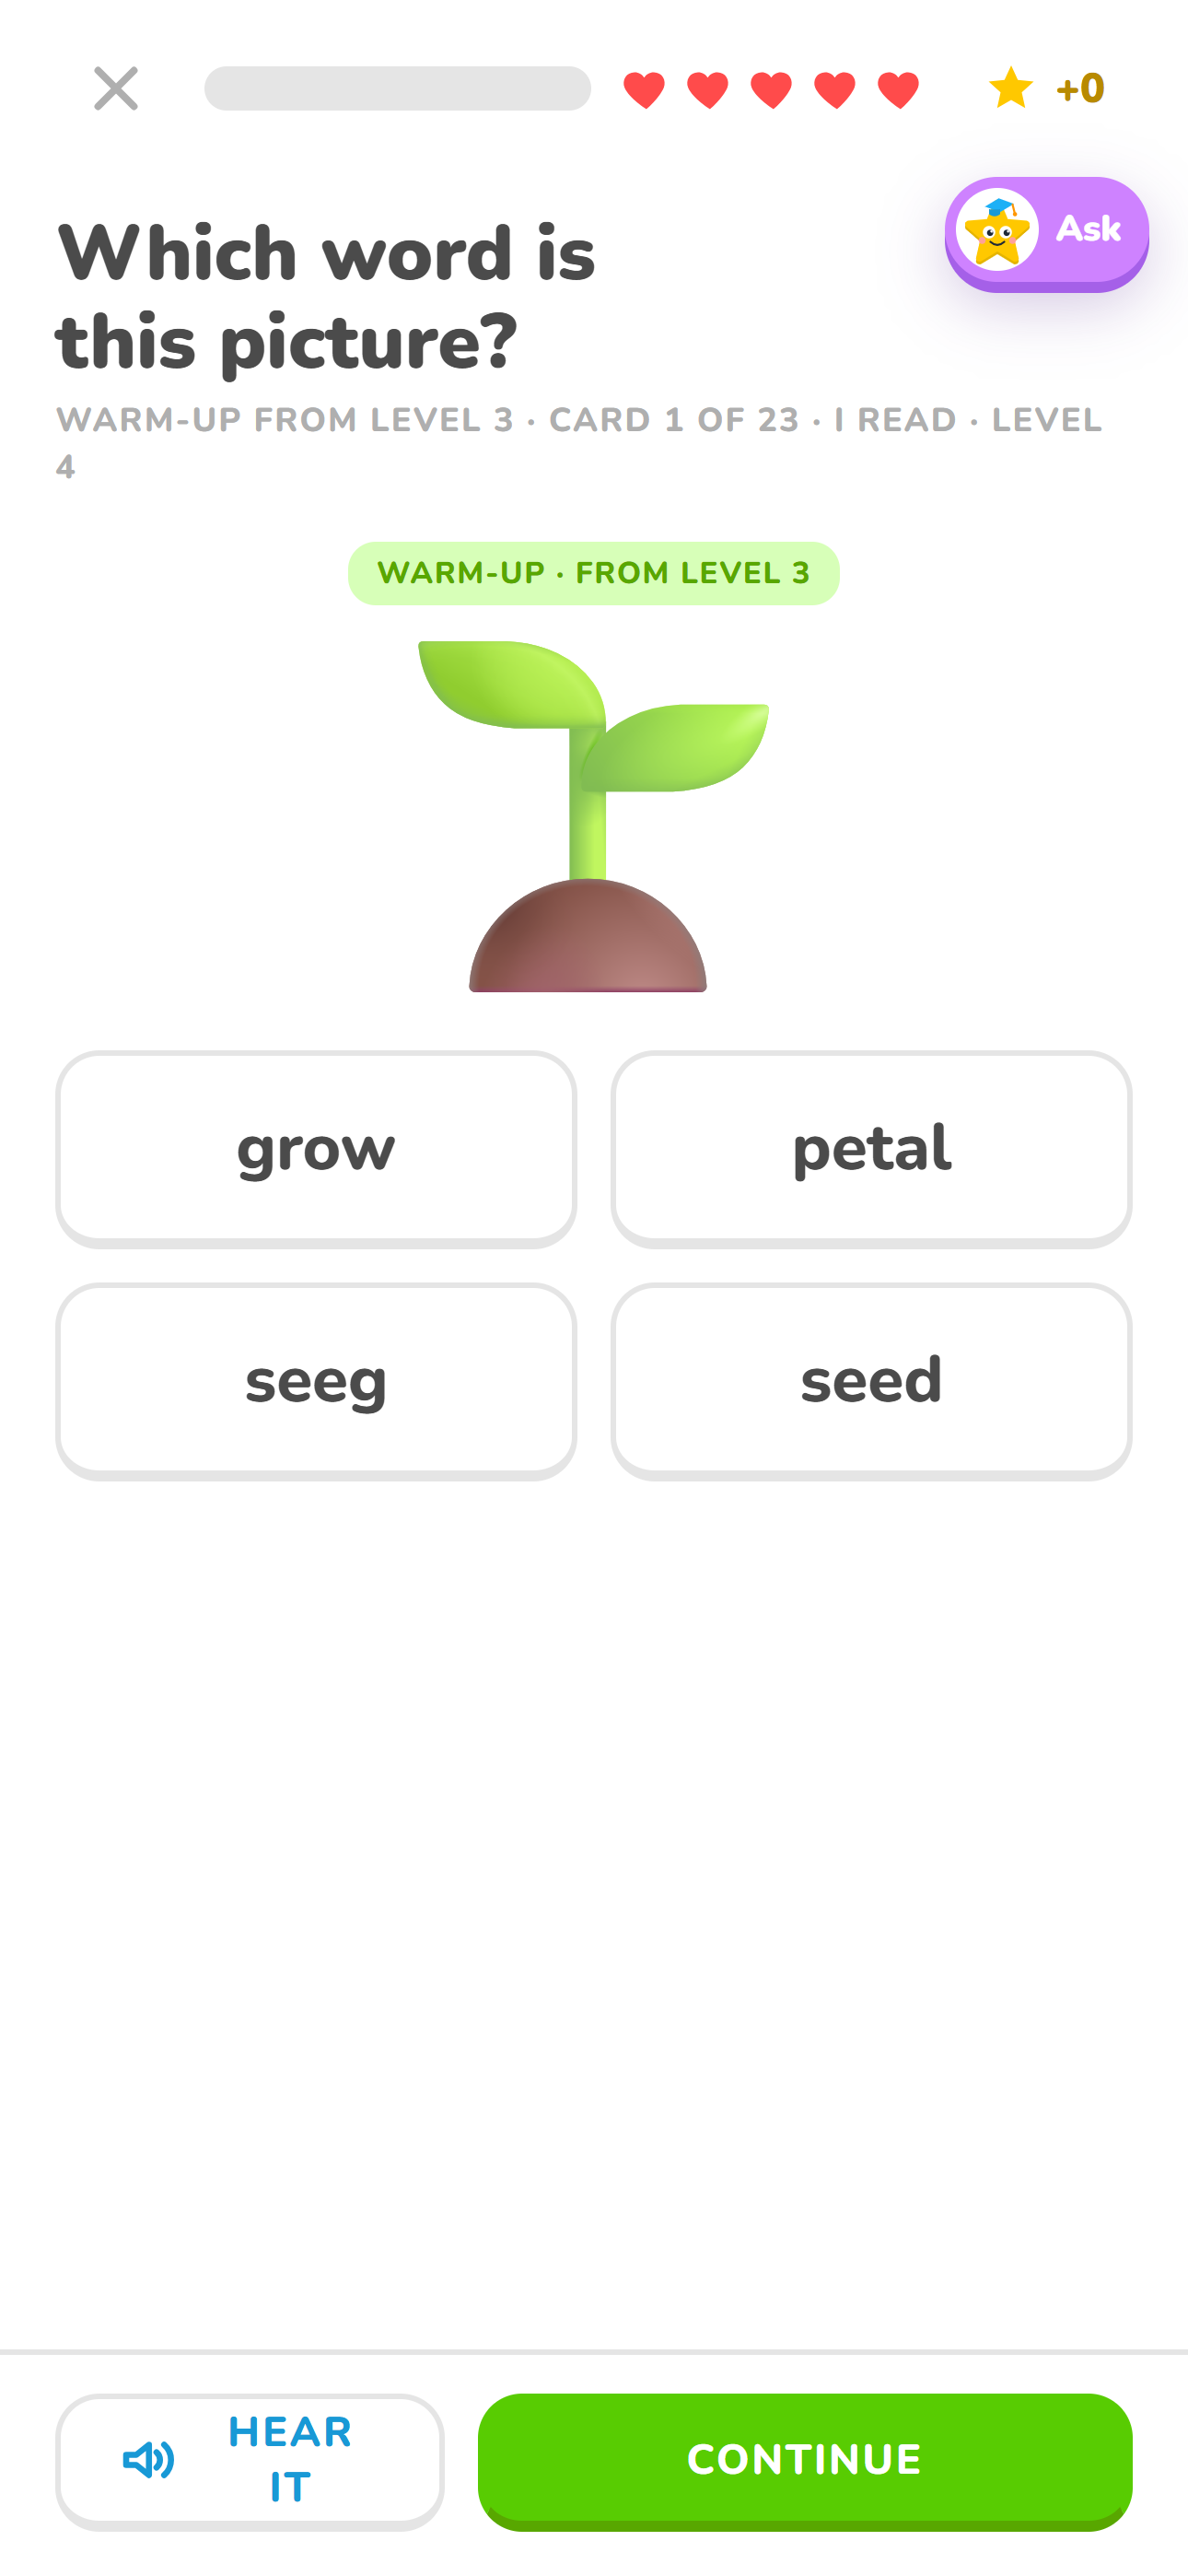 +0
Ask
Which word is
this picture?
WARM-UP FROM LEVEL 3 · CARD 1 OF 23 · I READ · LEVEL
4
WARM-UP · FROM LEVEL 3
grow
petal
seeg
seed
HEAR
IT
CONTINUE